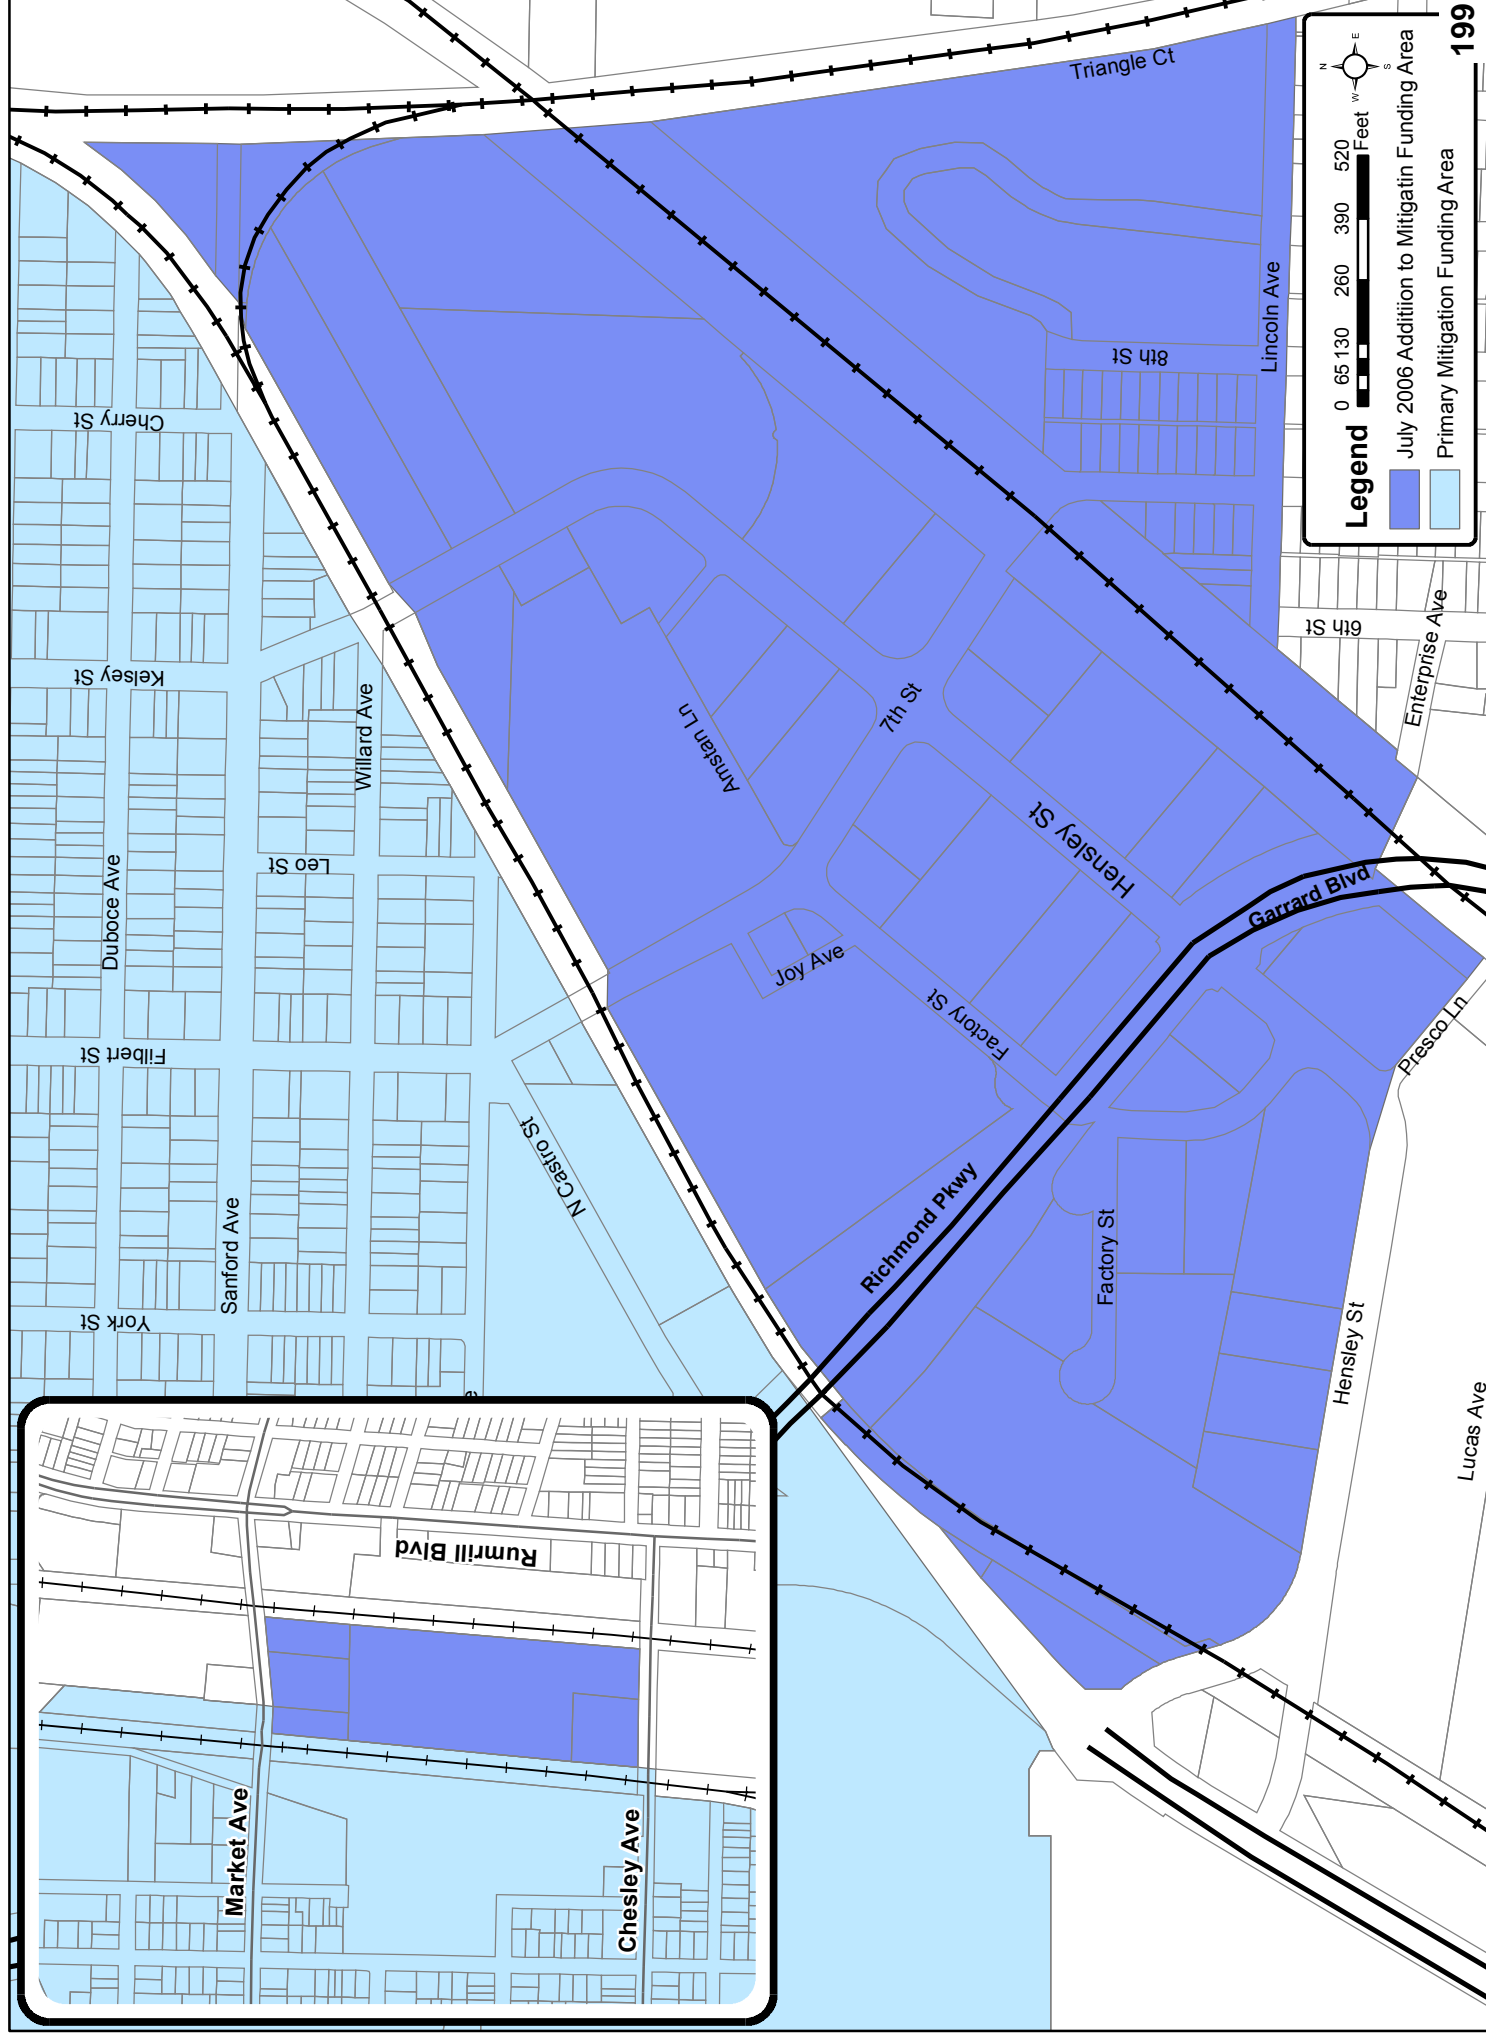 Triangle Ct
Cherry St
8th St
Lincoln Ave
Kelsey St
Willard Ave
Amstan Ln
7th St
6th St
Enterprise Ave
Duboce Ave
Leo St
Hensley St
Garrard Blvd
Joy Ave
Factory St
Filbert St
Presco Ln
N Castro St
Sanford Ave
Richmond Pkwy
Factory St
York St
Hensley St
Lucas Ave
e
Rumrill Blvd
Market Ave
Chesley Ave
Legend
0 65 130 260 390 520
Feet
N
W E
S
July 2006 Additiion to Mitigatin Funding Area
Primary Mitigation Funding Area
199